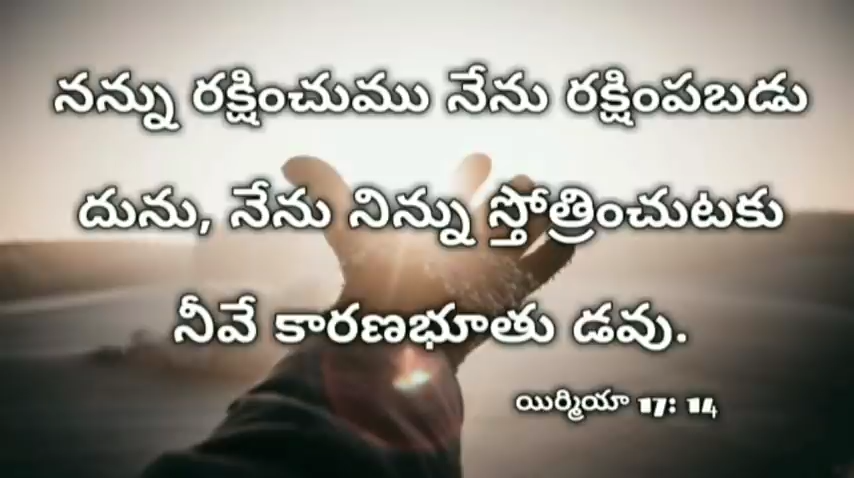 నన్ను రక్షించుము నేను రక్షింపబడు
దును, నేను నిన్ను స్తోత్రించుటకు
నీవే కారణభూతు డవు.
యిర్మియా 17: 14